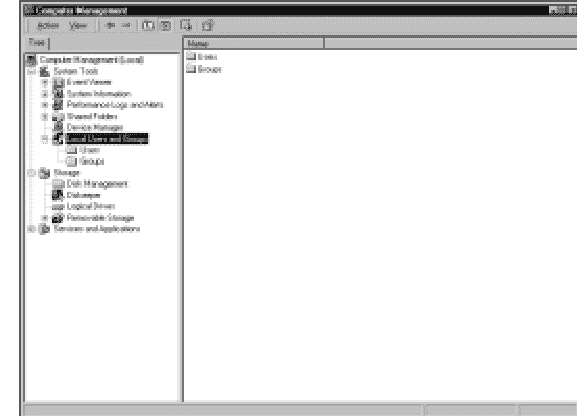 Computer Management
Action View
Tree
Name
Computer Management (Local)
System Tools
Event Viewer
System Information
Performance Logs and Alerts
Shared Folders
Device Manager
Local Users and Groups
Users
Groups
Storage
Disk Management
Logical Drives
Removable Storage
Services and Applications
Users
Groups